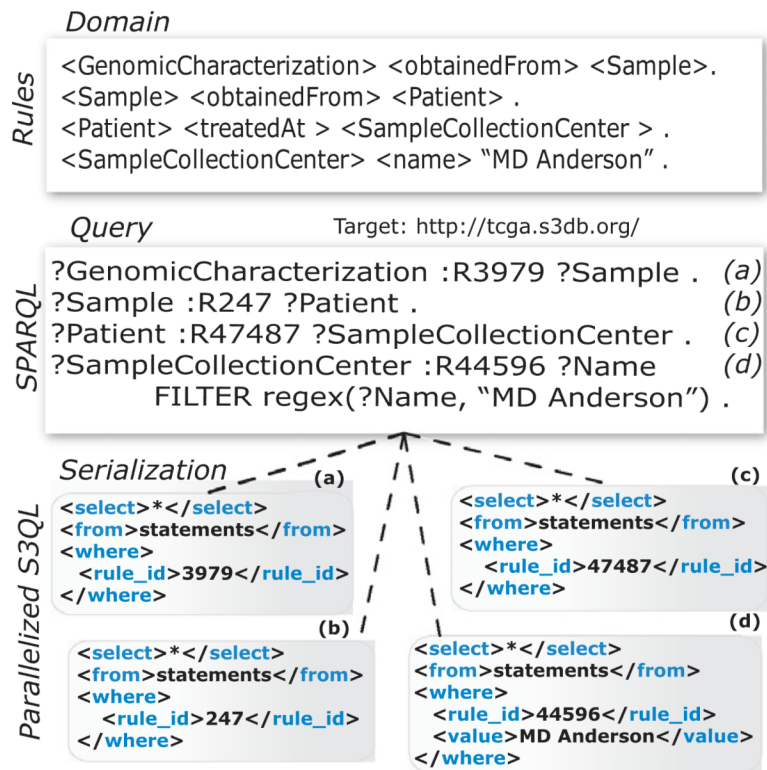 Domain
Rules
<GenomicCharacterization> <obtainedFrom> <Sample>.
<Sample> <obtainedFrom> <Patient> .
<Patient> <treatedAt > <SampleCollectionCenter > .
<SampleCollectionCenter> <name> “MD Anderson” .
Query
Target: http://tcga.s3db.org/
SPARQL
?GenomicCharacterization :R3979 ?Sample . (a)
?Sample :R247 ?Patient . (b)
?Patient :R47487 ?SampleCollectionCenter . (c)
?SampleCollectionCenter :R44596 ?Name (d)
FILTER regex(?Name, “MD Anderson”) .
Serialization
Parallelized S3QL
(a)
<select>*</select>
<from>statements</from>
<where>
<rule_id>3979</rule_id>
</where>
(c)
<select>*</select>
<from>statements</from>
<where>
<rule_id>47487</rule_id>
</where>
(b)
<select>*</select>
<from>statements</from>
<where>
<rule_id>247</rule_id>
</where>
(d)
<select>*</select>
<from>statements</from>
<where>
<rule_id>44596</rule_id>
<value>MD Anderson</value>
</where>